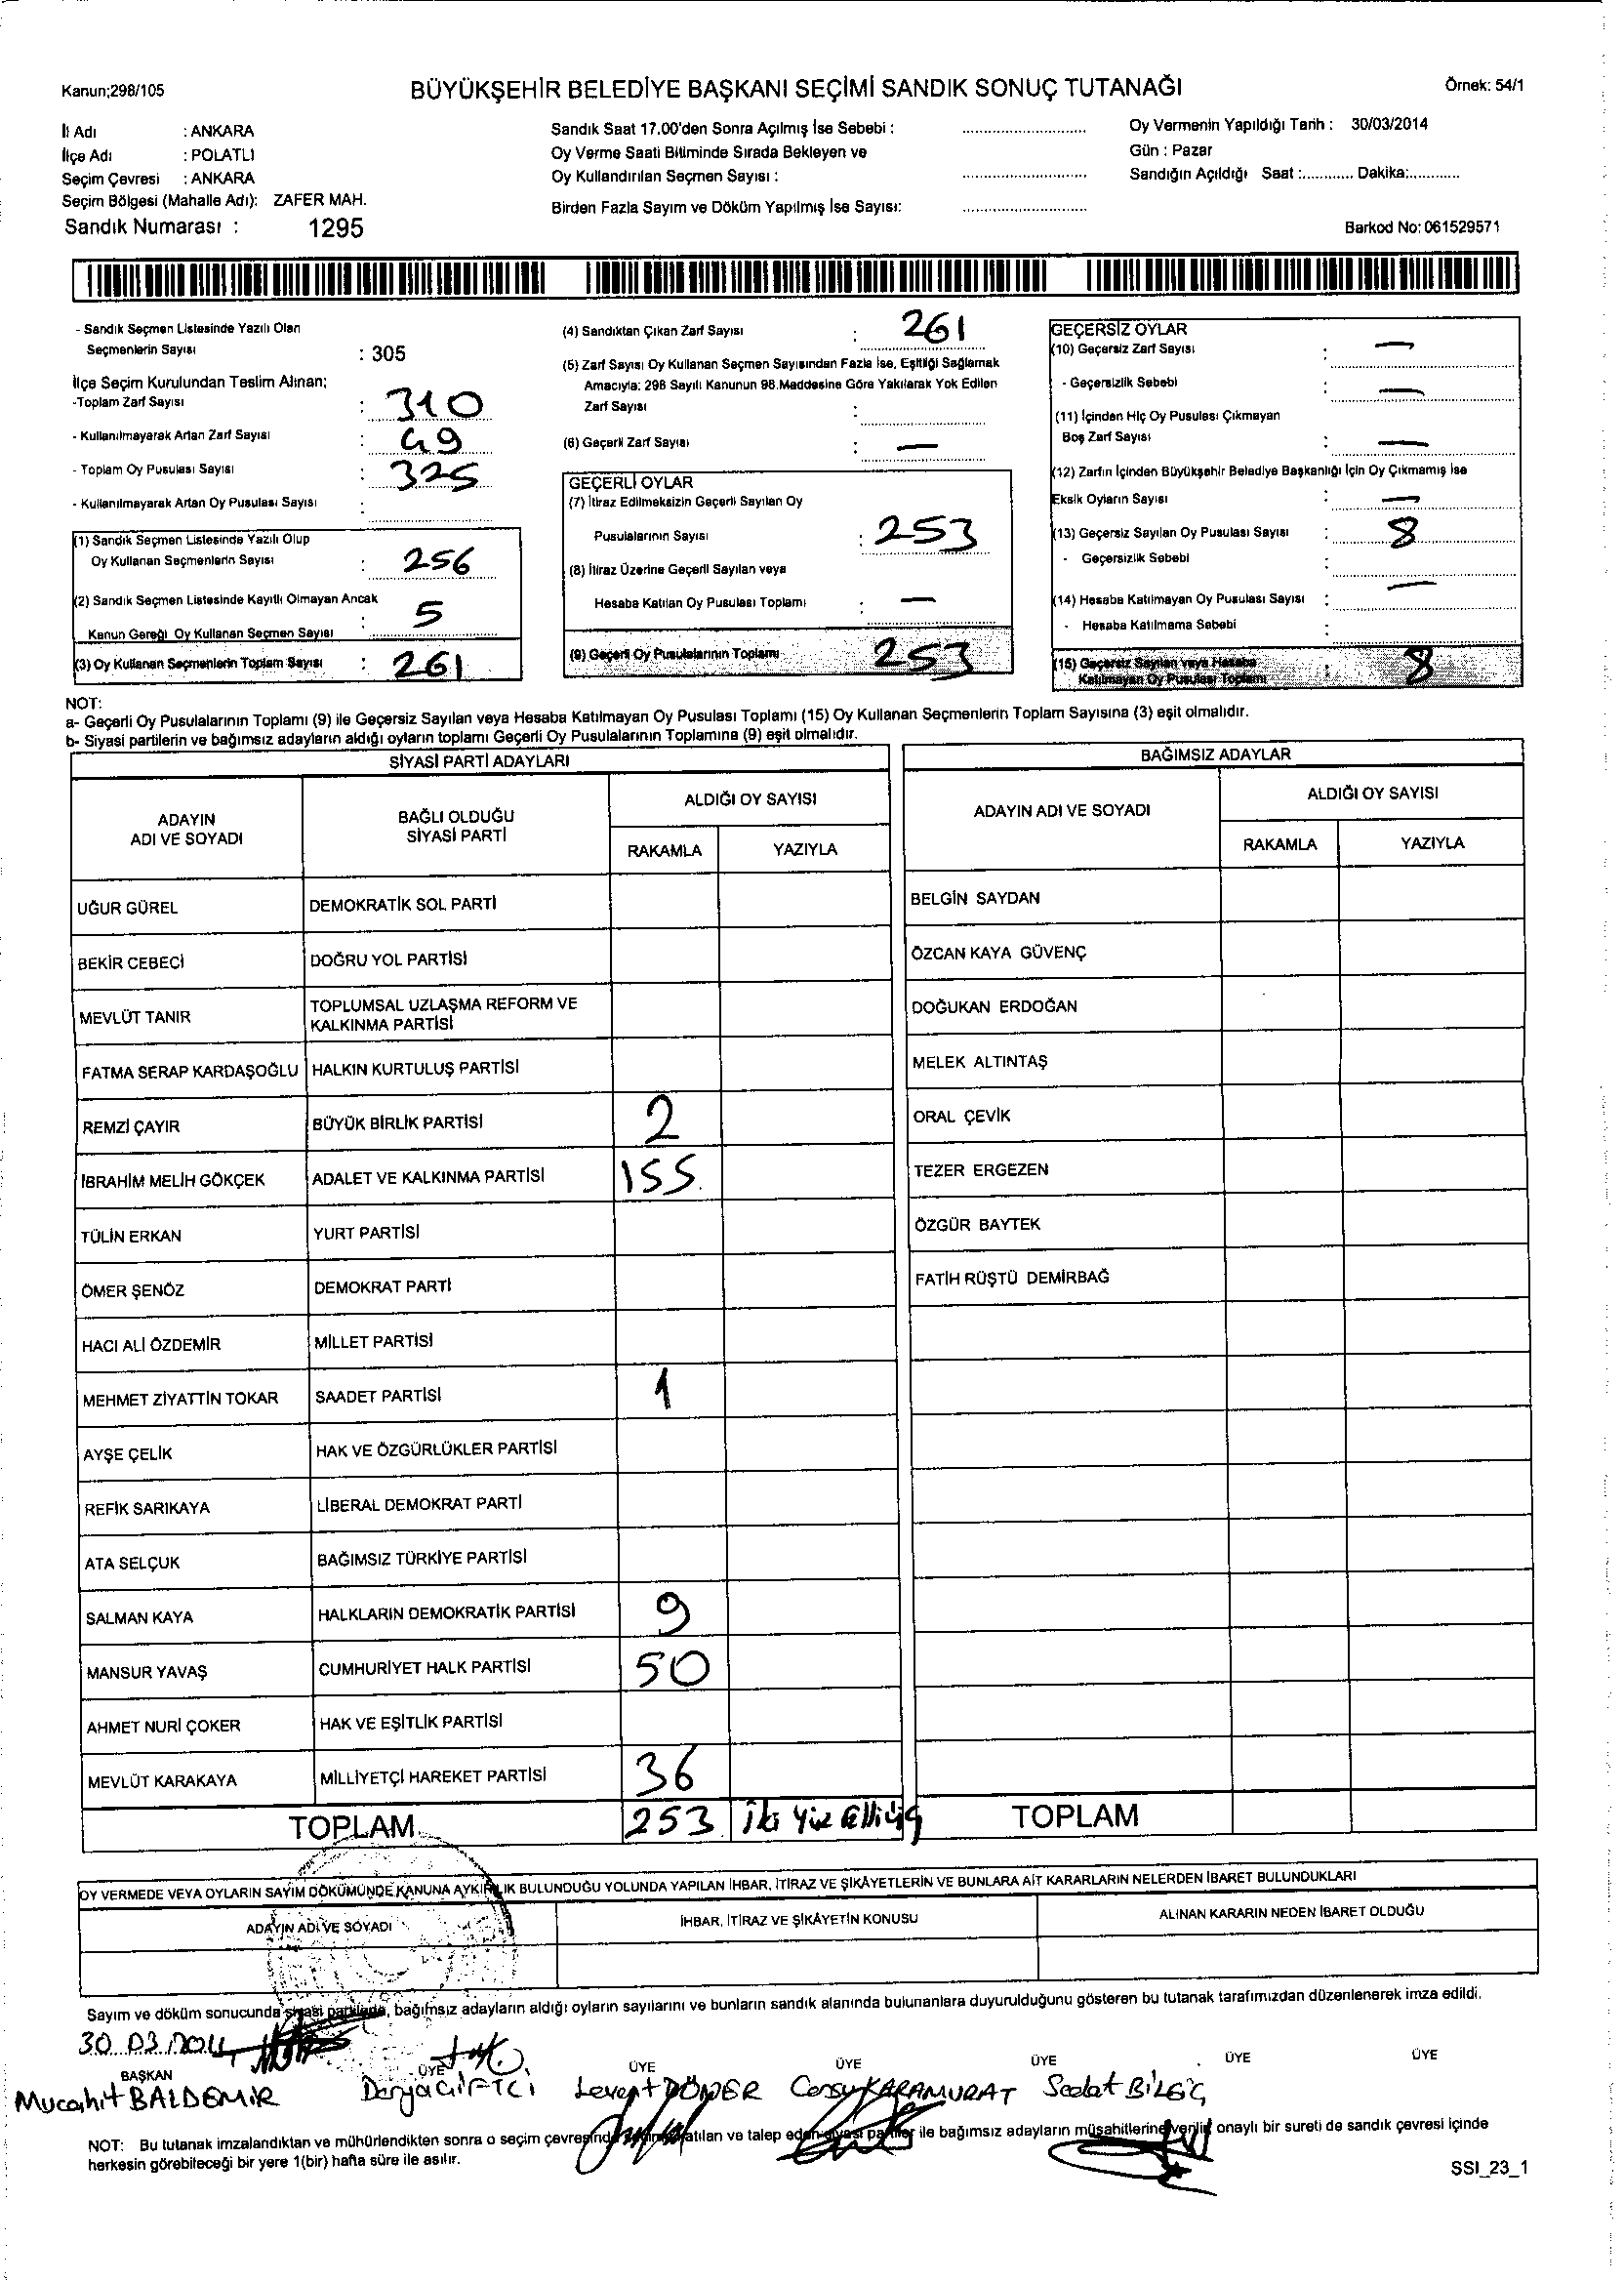 Kanun;298/105
BÜYÜKŞEHİR BELEDİYE BAŞKANI SEÇİMİ SANDIK SONUÇ TUTANAĞI
Örnek: 54/1
İl Adı : ANKARA
İlçe Adı : POLATLI
Seçim Çevresi : ANKARA
Seçim Bölgesi (Mahalle Adı): ZAFER MAH.
Sandık Numarası : 1295
Sandık Saat 17.00'den Sonra Açılmış İse Sebebi :
Oy Verme Saati Bitiminde Sırada Bekleyen ve
Oy Kullandırılan Seçmen Sayısı :
Birden Fazla Sayım ve Döküm Yapılmış İse Sayısı:
Oy Vermenin Yapıldığı Tarih : 30/03/2014
Gün : Pazar
Sandığın Açıldığı Saat :............ Dakika:............
Barkod No: 061529571
- Sandık Seçmen Listesinde Yazılı Olan
Seçmenlerin Sayısı : 305
İlçe Seçim Kurulundan Teslim Alınan;
-Toplam Zarf Sayısı : 310
- Kullanılmayarak Artan Zarf Sayısı : 49
- Toplam Oy Pusulası Sayısı : 325
- Kullanılmayarak Artan Oy Pusulası Sayısı :
(1) Sandık Seçmen Listesinde Yazılı Olup
Oy Kullanan Seçmenlerin Sayısı : 256
(2) Sandık Seçmen Listesinde Kayıtlı Olmayan Ancak
Kanun Gereği Oy Kullanan Seçmen Sayısı : 5
(3) Oy Kullanan Seçmenlerin Toplam Sayısı : 261
(4) Sandıktan Çıkan Zarf Sayısı : 261
(5) Zarf Sayısı Oy Kullanan Seçmen Sayısından Fazla İse, Eşitliği Sağlamak
Amacıyla; 298 Sayılı Kanunun 98.Maddesine Göre Yakılarak Yok Edilen
Zarf Sayısı :
(6) Geçerli Zarf Sayısı : —
GEÇERLİ OYLAR
(7) İtiraz Edilmeksizin Geçerli Sayılan Oy
Pusulalarının Sayısı : 253
(8) İtiraz Üzerine Geçerli Sayılan veya
Hesaba Katılan Oy Pusulası Toplamı : —
(9) Geçerli Oy Pusulalarının Toplamı 253
GEÇERSİZ OYLAR
(10) Geçersiz Zarf Sayısı : —
- Geçersizlik Sebebi : —
(11) İçinden Hiç Oy Pusulası Çıkmayan
Boş Zarf Sayısı : —
(12) Zarfın İçinden Büyükşehir Belediye Başkanlığı İçin Oy Çıkmamış İse
Eksik Oyların Sayısı : —
(13) Geçersiz Sayılan Oy Pusulası Sayısı : 8
- Geçersizlik Sebebi :
(14) Hesaba Katılmayan Oy Pusulası Sayısı : —
- Hesaba Katılmama Sebebi :
(15) Geçersiz Sayılan veya Hesaba
Katılmayan Oy Pusulası Toplamı : 8
NOT:
a- Geçerli Oy Pusulalarının Toplamı (9) ile Geçersiz Sayılan veya Hesaba Katılmayan Oy Pusulası Toplamı (15) Oy Kullanan Seçmenlerin Toplam Sayısına (3) eşit olmalıdır.
b- Siyasi partilerin ve bağımsız adayların aldığı oyların toplamı Geçerli Oy Pusulalarının Toplamına (9) eşit olmalıdır.
SİYASİ PARTİ ADAYLARI
ADAYIN ADI VE SOYADI
BAĞLI OLDUĞU SİYASİ PARTİ
ALDIĞI OY SAYISI
RAKAMLA YAZIYLA
UĞUR GÜREL DEMOKRATİK SOL PARTİ
BEKİR CEBECİ DOĞRU YOL PARTİSİ
MEVLÜT TANIR TOPLUMSAL UZLAŞMA REFORM VE KALKINMA PARTİSİ
FATMA SERAP KARDAŞOĞLU HALKIN KURTULUŞ PARTİSİ
REMZİ ÇAYIR BÜYÜK BİRLİK PARTİSİ 2
İBRAHİM MELİH GÖKÇEK ADALET VE KALKINMA PARTİSİ 155
TÜLİN ERKAN YURT PARTİSİ
ÖMER ŞENÖZ DEMOKRAT PARTİ
HACI ALİ ÖZDEMİR MİLLET PARTİSİ
MEHMET ZİYATTİN TOKAR SAADET PARTİSİ 1
AYŞE ÇELİK HAK VE ÖZGÜRLÜKLER PARTİSİ
REFİK SARIKAYA LİBERAL DEMOKRAT PARTİ
ATA SELÇUK BAĞIMSIZ TÜRKİYE PARTİSİ
SALMAN KAYA HALKLARIN DEMOKRATİK PARTİSİ 9
MANSUR YAVAŞ CUMHURİYET HALK PARTİSİ 50
AHMET NURİ ÇOKER HAK VE EŞİTLİK PARTİSİ
MEVLÜT KARAKAYA MİLLİYETÇİ HAREKET PARTİSİ 36
TOPLAM 253 İki Yüz Elli üç
BAĞIMSIZ ADAYLAR
ADAYIN ADI VE SOYADI
ALDIĞI OY SAYISI
RAKAMLA YAZIYLA
BELGİN SAYDAN
ÖZCAN KAYA GÜVENÇ
DOĞUKAN ERDOĞAN
MELEK ALTINTAŞ
ORAL ÇEVİK
TEZER ERGEZEN
ÖZGÜR BAYTEK
FATİH RÜŞTÜ DEMİRBAĞ
TOPLAM
OY VERMEDE VEYA OYLARIN SAYIM DÖKÜMÜNDE KANUNA AYKIRILIK BULUNDUĞU YOLUNDA YAPILAN İHBAR, İTİRAZ VE ŞİKÂYETLERİN VE BUNLARA AİT KARARLARIN NELERDEN İBARET BULUNDUKLARI
ADAYIN ADI VE SOYADI
İHBAR, İTİRAZ VE ŞİKÂYETİN KONUSU
ALINAN KARARIN NEDEN İBARET OLDUĞU
Sayım ve döküm sonucunda siyasi partilerin, bağımsız adayların aldığı oyların sayılarını ve bunların sandık alanında bulunanlara duyurulduğunu gösteren bu tutanak tarafımızdan düzenlenerek imza edildi.
30.03.2014
BAŞKAN ÜYE ÜYE ÜYE ÜYE ÜYE ÜYE
Mucahit BALDEMİR Derya ÇİFTCİ Levent DÖNER Cansu KARAMURAT Sedat BİLGİÇ
NOT: Bu tutanak imzalandıktan ve mühürlendikten sonra o seçim çevresinde seçime katılan ve talep eden siyasi partiler ile bağımsız adayların müşahitlerine verilir onaylı bir sureti de sandık çevresi içinde
herkesin görebileceği bir yere 1(bir) hafta süre ile asılır.
SSI_23_1